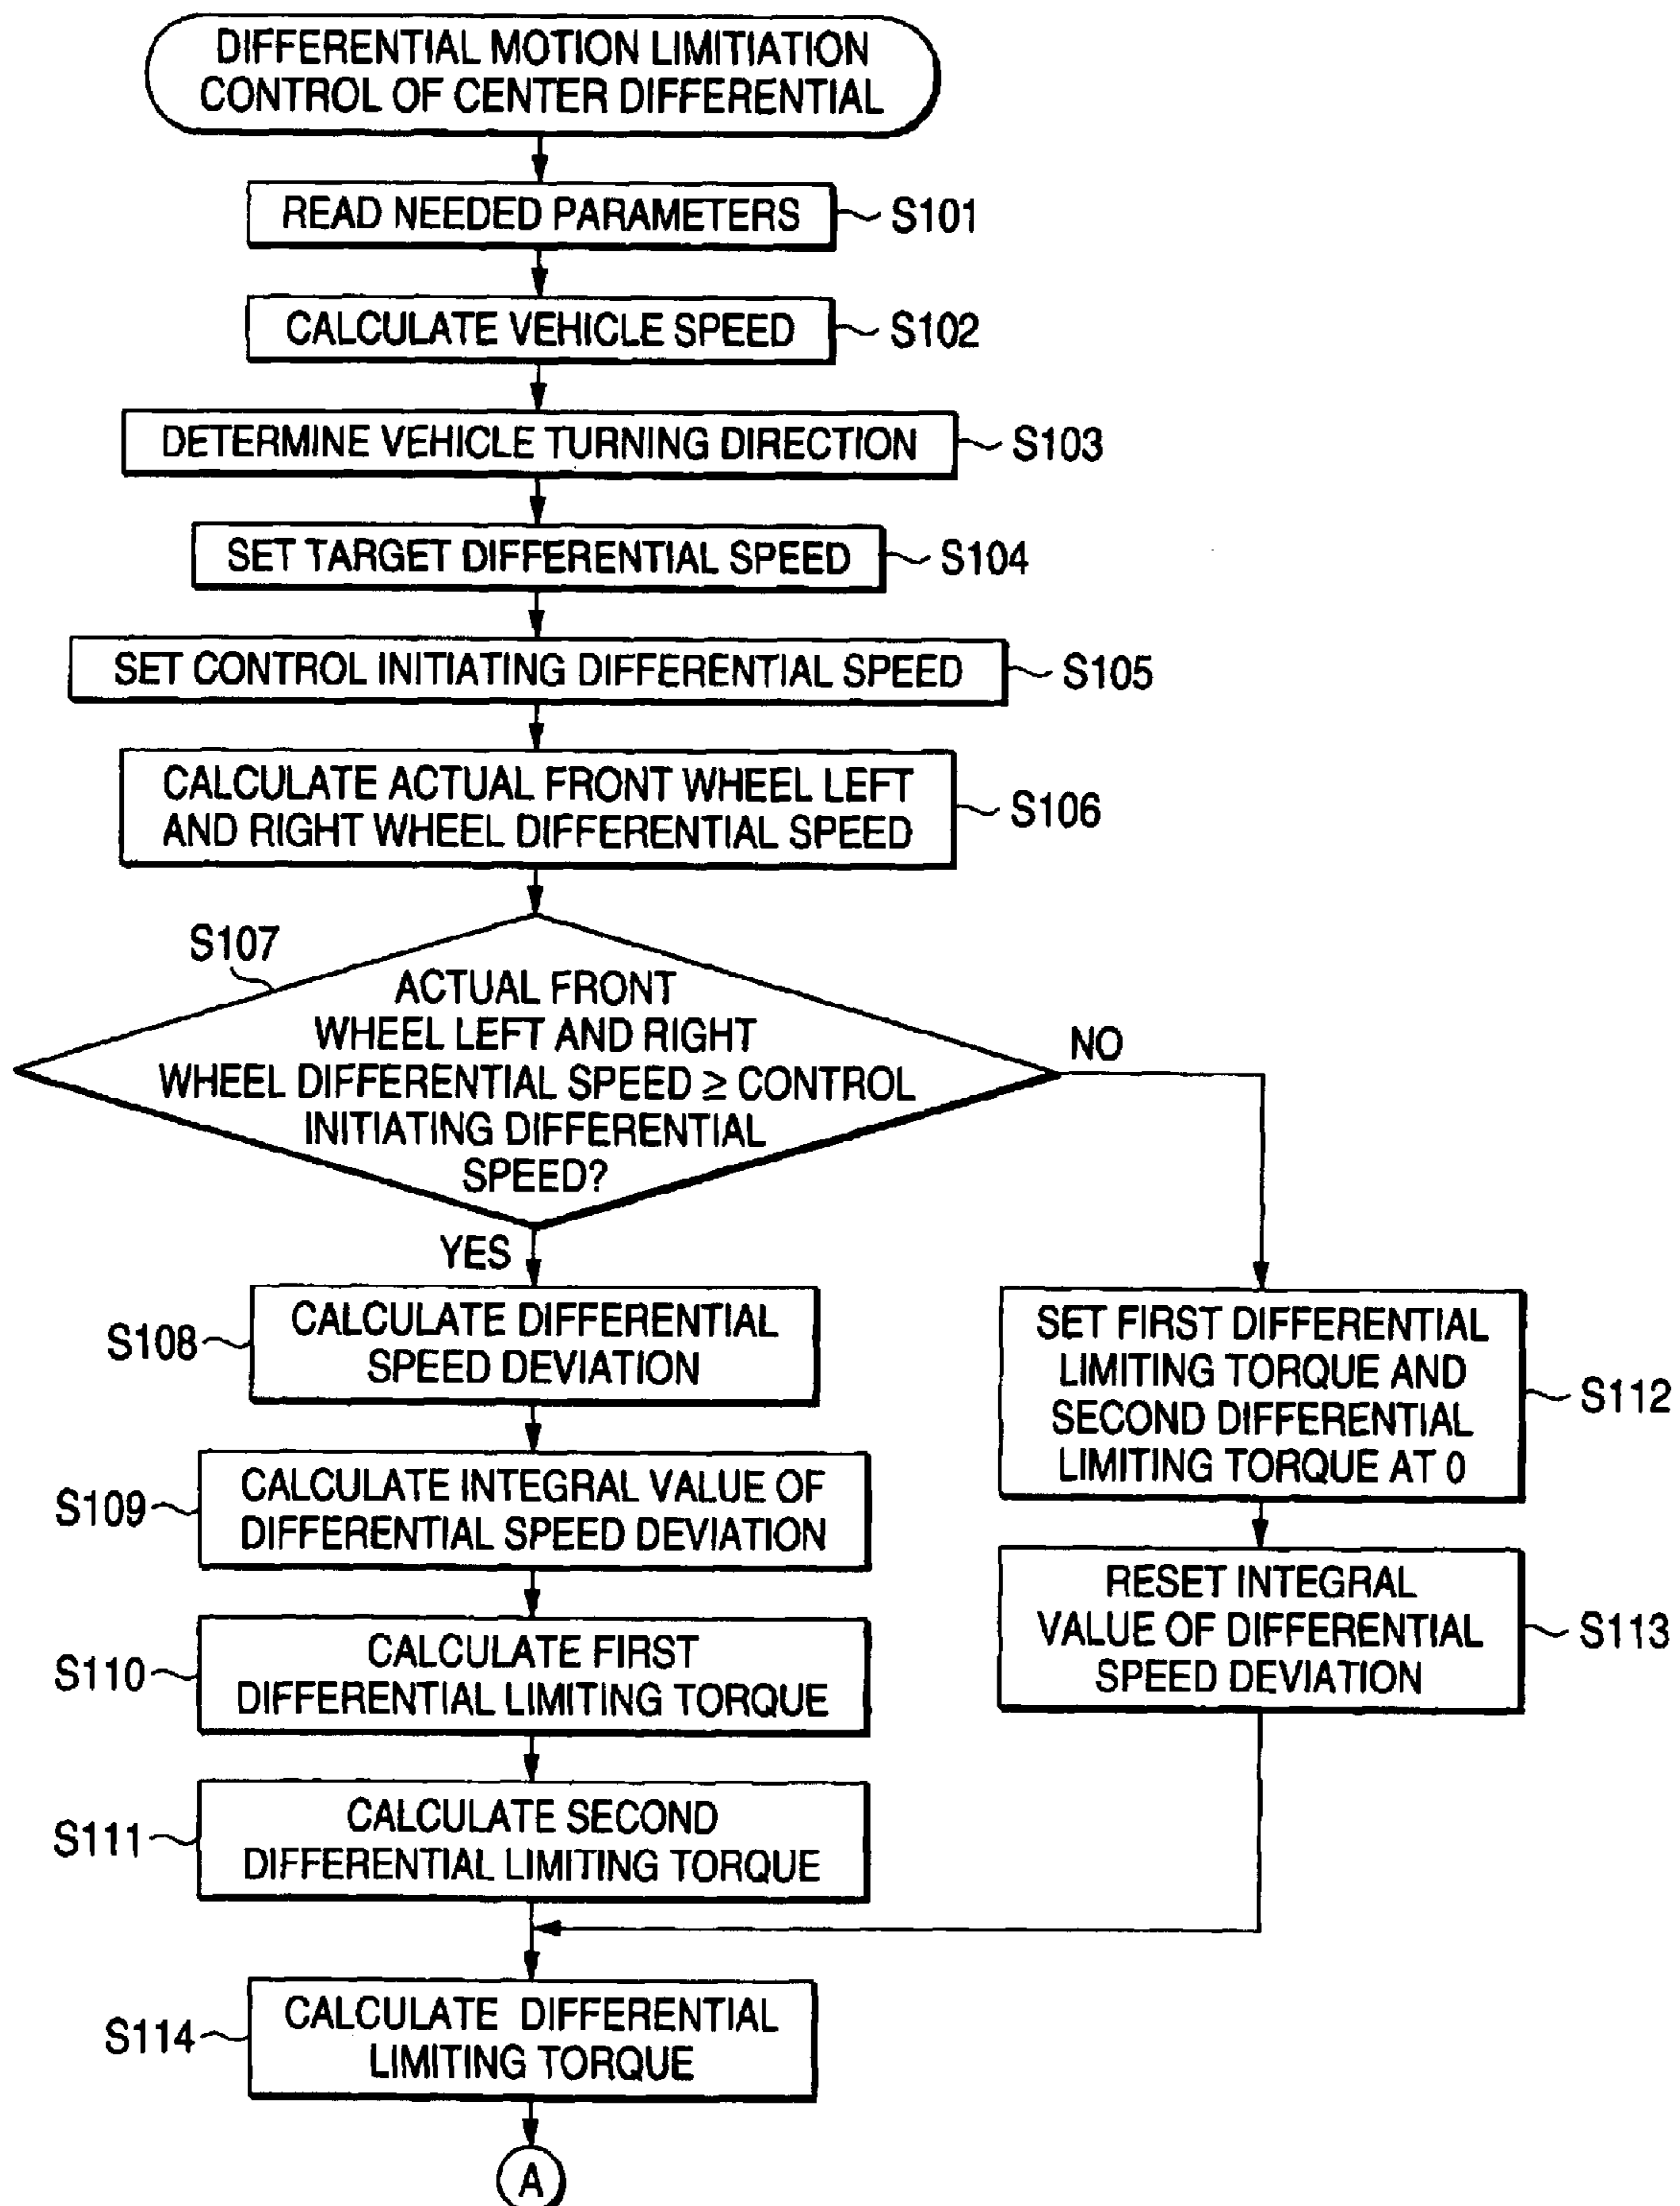 DIFFERENTIAL MOTION LIMITIATION
CONTROL OF CENTER DIFFERENTIAL
READ NEEDED PARAMETERS
S101
CALCULATE VEHICLE SPEED
S102
DETERMINE VEHICLE TURNING DIRECTION
S103
SET TARGET DIFFERENTIAL SPEED
S104
SET CONTROL INITIATING DIFFERENTIAL SPEED
S105
CALCULATE ACTUAL FRONT WHEEL LEFT
AND RIGHT WHEEL DIFFERENTIAL SPEED
S106
S107
ACTUAL FRONT
WHEEL LEFT AND RIGHT
WHEEL DIFFERENTIAL SPEED ≥ CONTROL
INITIATING DIFFERENTIAL
SPEED?
NO
YES
S108
CALCULATE DIFFERENTIAL
SPEED DEVIATION
S109
CALCULATE INTEGRAL VALUE OF
DIFFERENTIAL SPEED DEVIATION
S110
CALCULATE FIRST
DIFFERENTIAL LIMITING TORQUE
S111
CALCULATE SECOND
DIFFERENTIAL LIMITING TORQUE
SET FIRST DIFFERENTIAL
LIMITING TORQUE AND
SECOND DIFFERENTIAL
LIMITING TORQUE AT 0
S112
RESET INTEGRAL
VALUE OF DIFFERENTIAL
SPEED DEVIATION
S113
S114
CALCULATE DIFFERENTIAL
LIMITING TORQUE
A